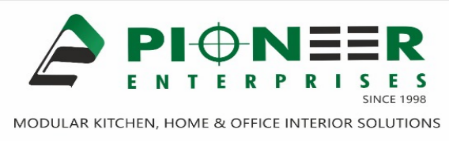 PIONEER
ENTERPRISES
SINCE 1998
MODULAR KITCHEN, HOME & OFFICE INTERIOR SOLUTIONS